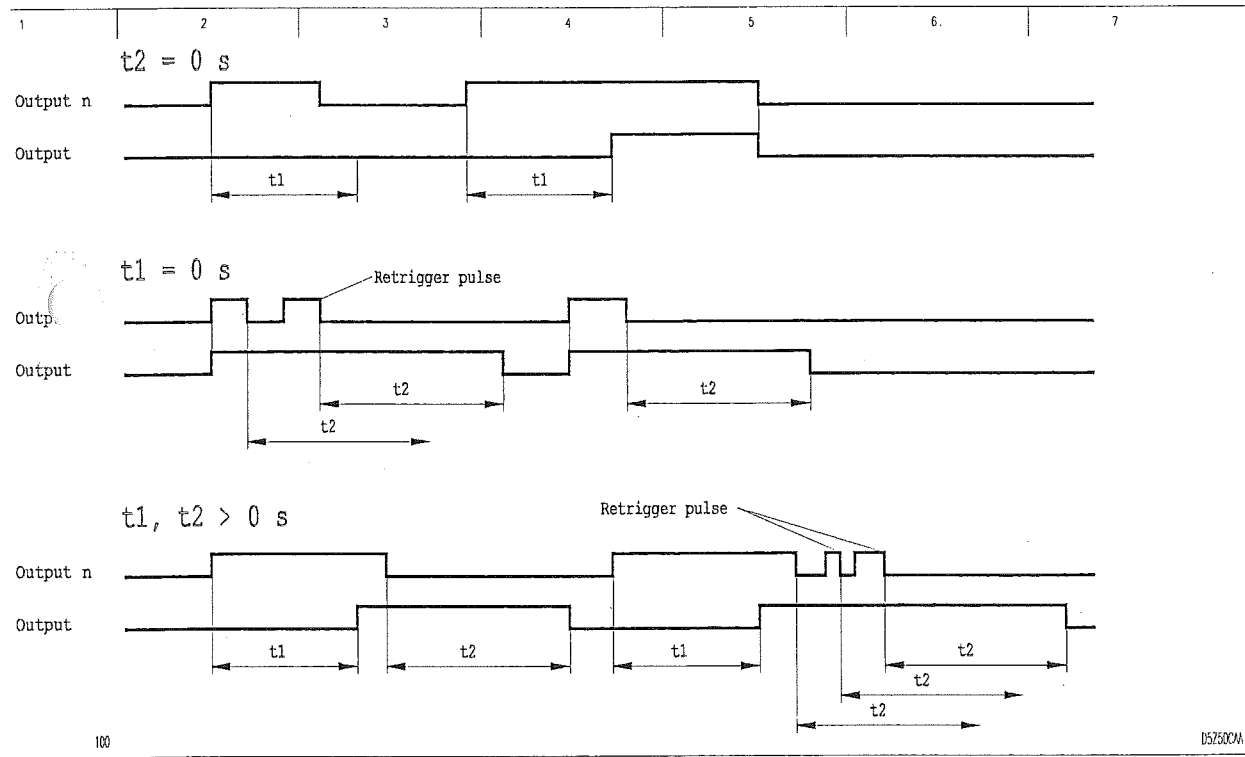 1 2 3 4 5 6. 7
t2 = 0 s
Output n
Output
t1 t1
t1 = 0 s
Retrigger pulse
Outp.
Output
t2 t2
t2
t1, t2 > 0 s
Retrigger pulse
Output n
Output
t1 t2 t1 t2
t2
t2
100